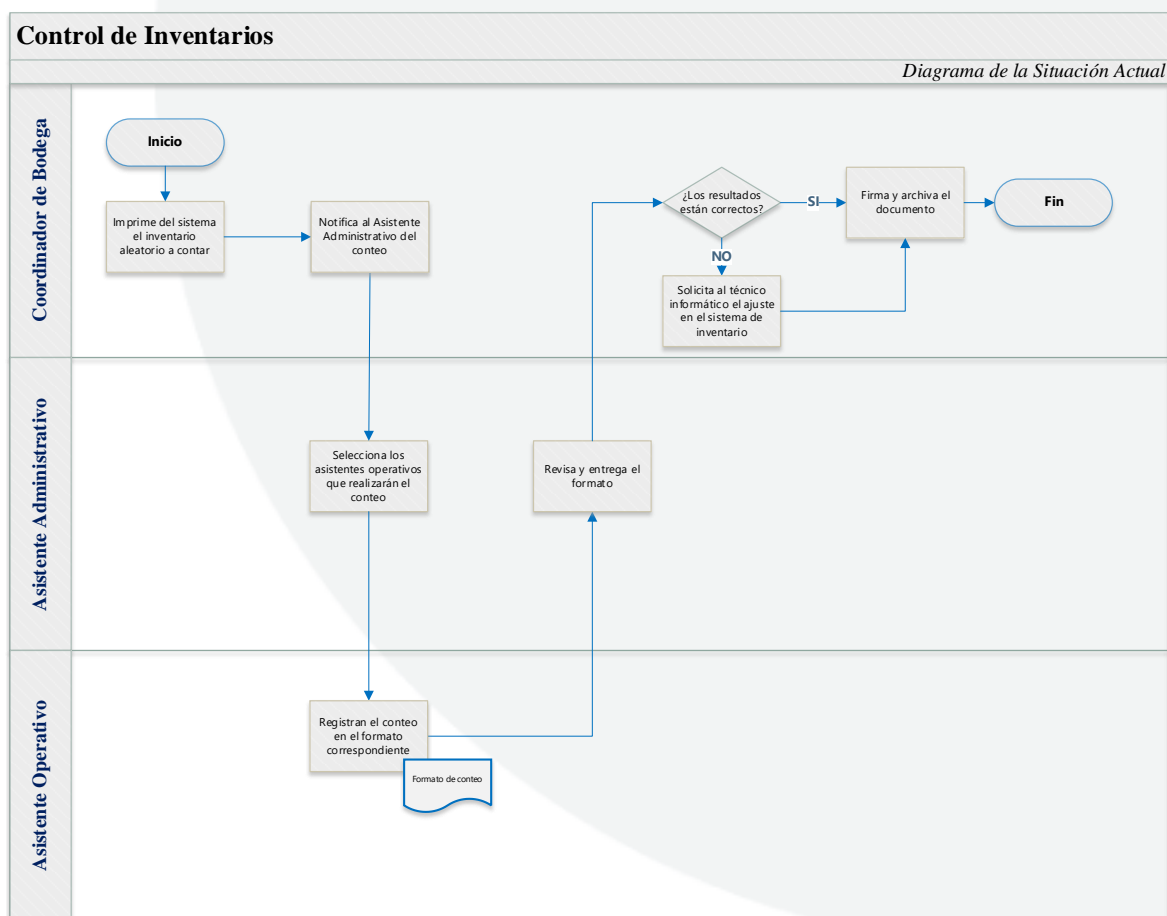 Control de Inventarios
Diagrama de la Situación Actual
Coordinador de Bodega
Inicio
Imprime del sistema
el inventario
aleatorio a contar
Notifica al Asistente
Administrativo del
conteo
¿Los resultados
están correctos?
SI
Firma y archiva el
documento
Fin
NO
Solicita al técnico
informático el ajuste
en el sistema de
inventario
Asistente Administrativo
Selecciona los
asistentes operativos
que realizarán el
conteo
Revisa y entrega el
formato
Asistente Operativo
Registran el conteo
en el formato
correspondiente
Formato de conteo